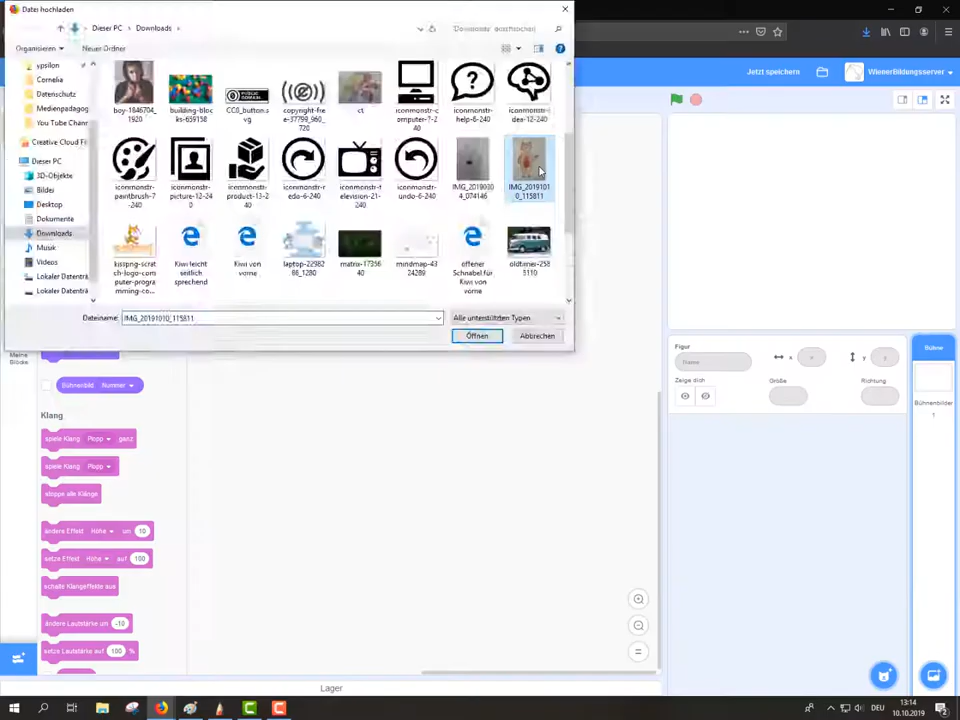 Datei hochladen
Dieser PC > Downloads >
"Downloads" durchsuchen
Organisieren
Neuer Ordner
ypsilon
Cornelia
Datenschutz
Medienpädagog
You Tube Chann
Creative Cloud Fi
Dieser PC
3D-Objekte
Bilder
Desktop
Dokumente
Downloads
Musik
Videos
Lokaler Datenträ
Lokaler Datenträ
boy-1846704_1920
building-blocks-659158
CC0_button.svg
copyright-free-37799_960_720
ct
iconmonstr-computer-7-240
iconmonstr-help-6-240
iconmonstr-idea-12-240
iconmonstr-paintbrush-7-240
iconmonstr-picture-12-240
iconmonstr-product-13-240
iconmonstr-redo-6-240
iconmonstr-television-21-240
iconmonstr-undo-6-240
IMG_20191010_115811
kisspng-scratch-logo-computer-programming-co...
Kiwi leicht seitlich sprechend
Kiwi von vorne
laptop-2298286_1280
matrix-1735640
mindmap-4324289
offener Schnabel für Kiwi von vorne
oldtimer-2585110
PUBLIC DOMAIN
Dateiname: IMG_20191010_115811
Alle unterstützten Typen
Öffnen
Abbrechen
Jetzt speichern
WienerBildungsserver
Meine Blöcke
Bühnenbild Nummer
Klang
spiele Klang Plopp ganz
spiele Klang Plopp
stoppe alle Klänge
ändere Effekt Höhe um 10
setze Effekt Höhe auf 100
schalte Klangeffekte aus
ändere Lautstärke um -10
setze Lautstärke auf 100 %
Figur
Name
x
x
y
y
Zeige dich
Größe
Richtung
Bühne
Bühnenbilder
1
Lager
DEU
13:14
10.10.2019